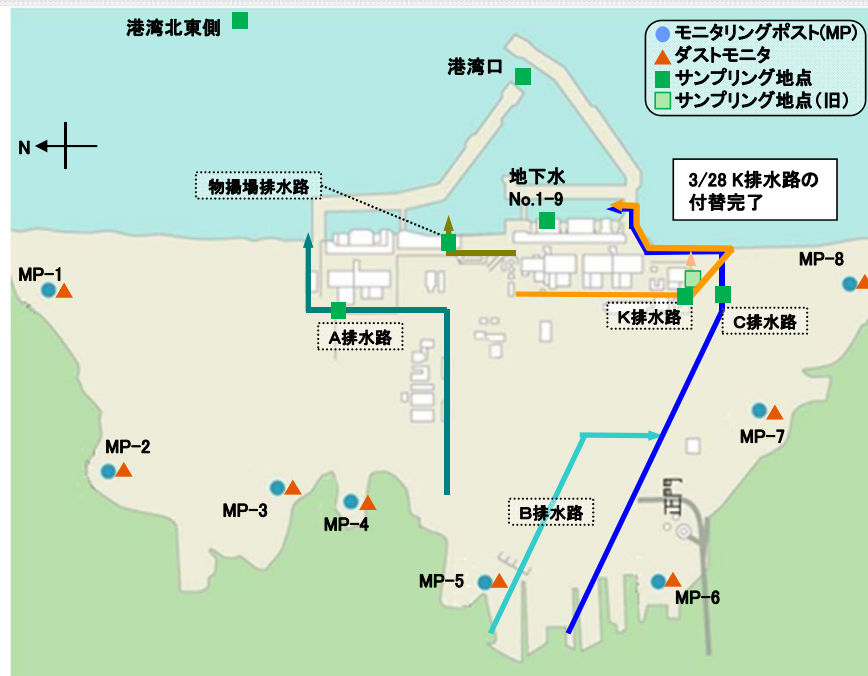 港湾北東側
港湾口
モニタリングポスト(MP)
ダストモニタ
サンプリング地点
サンプリング地点(旧)
N
物揚場排水路
地下水
No.1-9
3/28 K排水路の
付替完了
MP-1
MP-8
A排水路
K排水路
C排水路
MP-7
MP-2
MP-3
MP-4
B排水路
正門
MP-5
MP-6